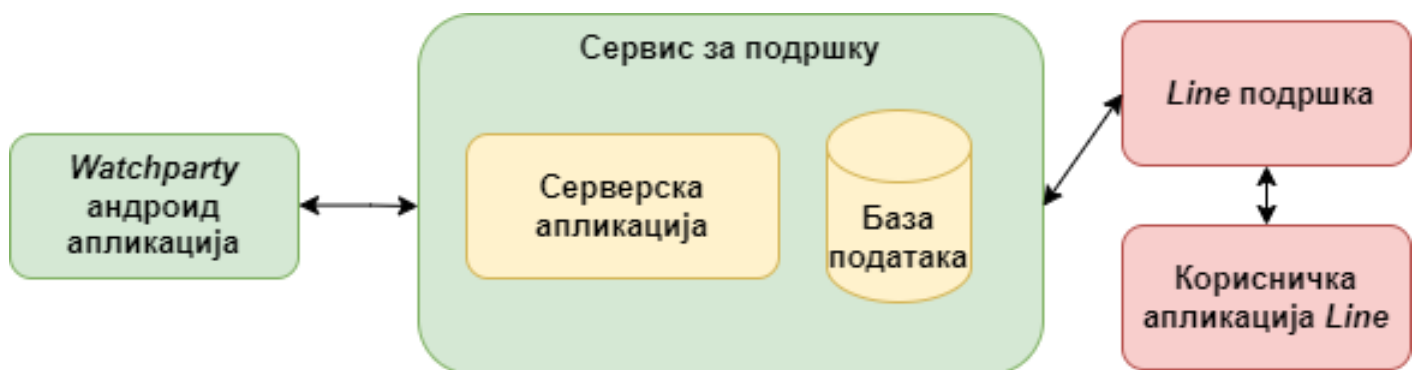 Watchparty
андроид
апликација
Сервис за подршку
Серверска
апликација
База
података
Line подршка
Корисничка
апликација Line